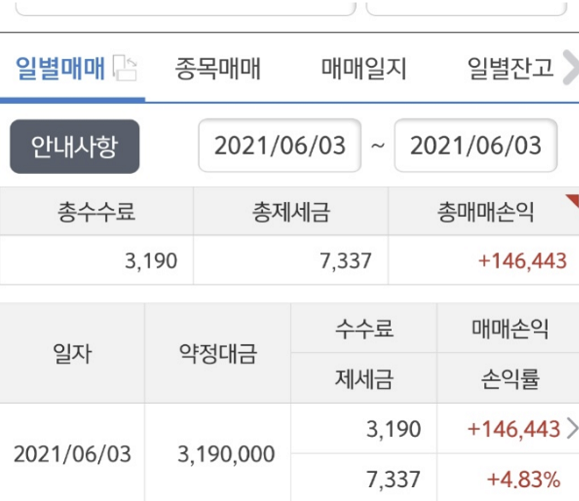 일별매매 종목매매 매매일지 일별잔고
안내사항 2021/06/03 ~ 2021/06/03
총수수료 총제세금 총매매손익
3,190 7,337 +146,443
일자 약정대금 수수료 매매손익
제세금 손익률
2021/06/03 3,190,000 3,190 +146,443
7,337 +4.83%